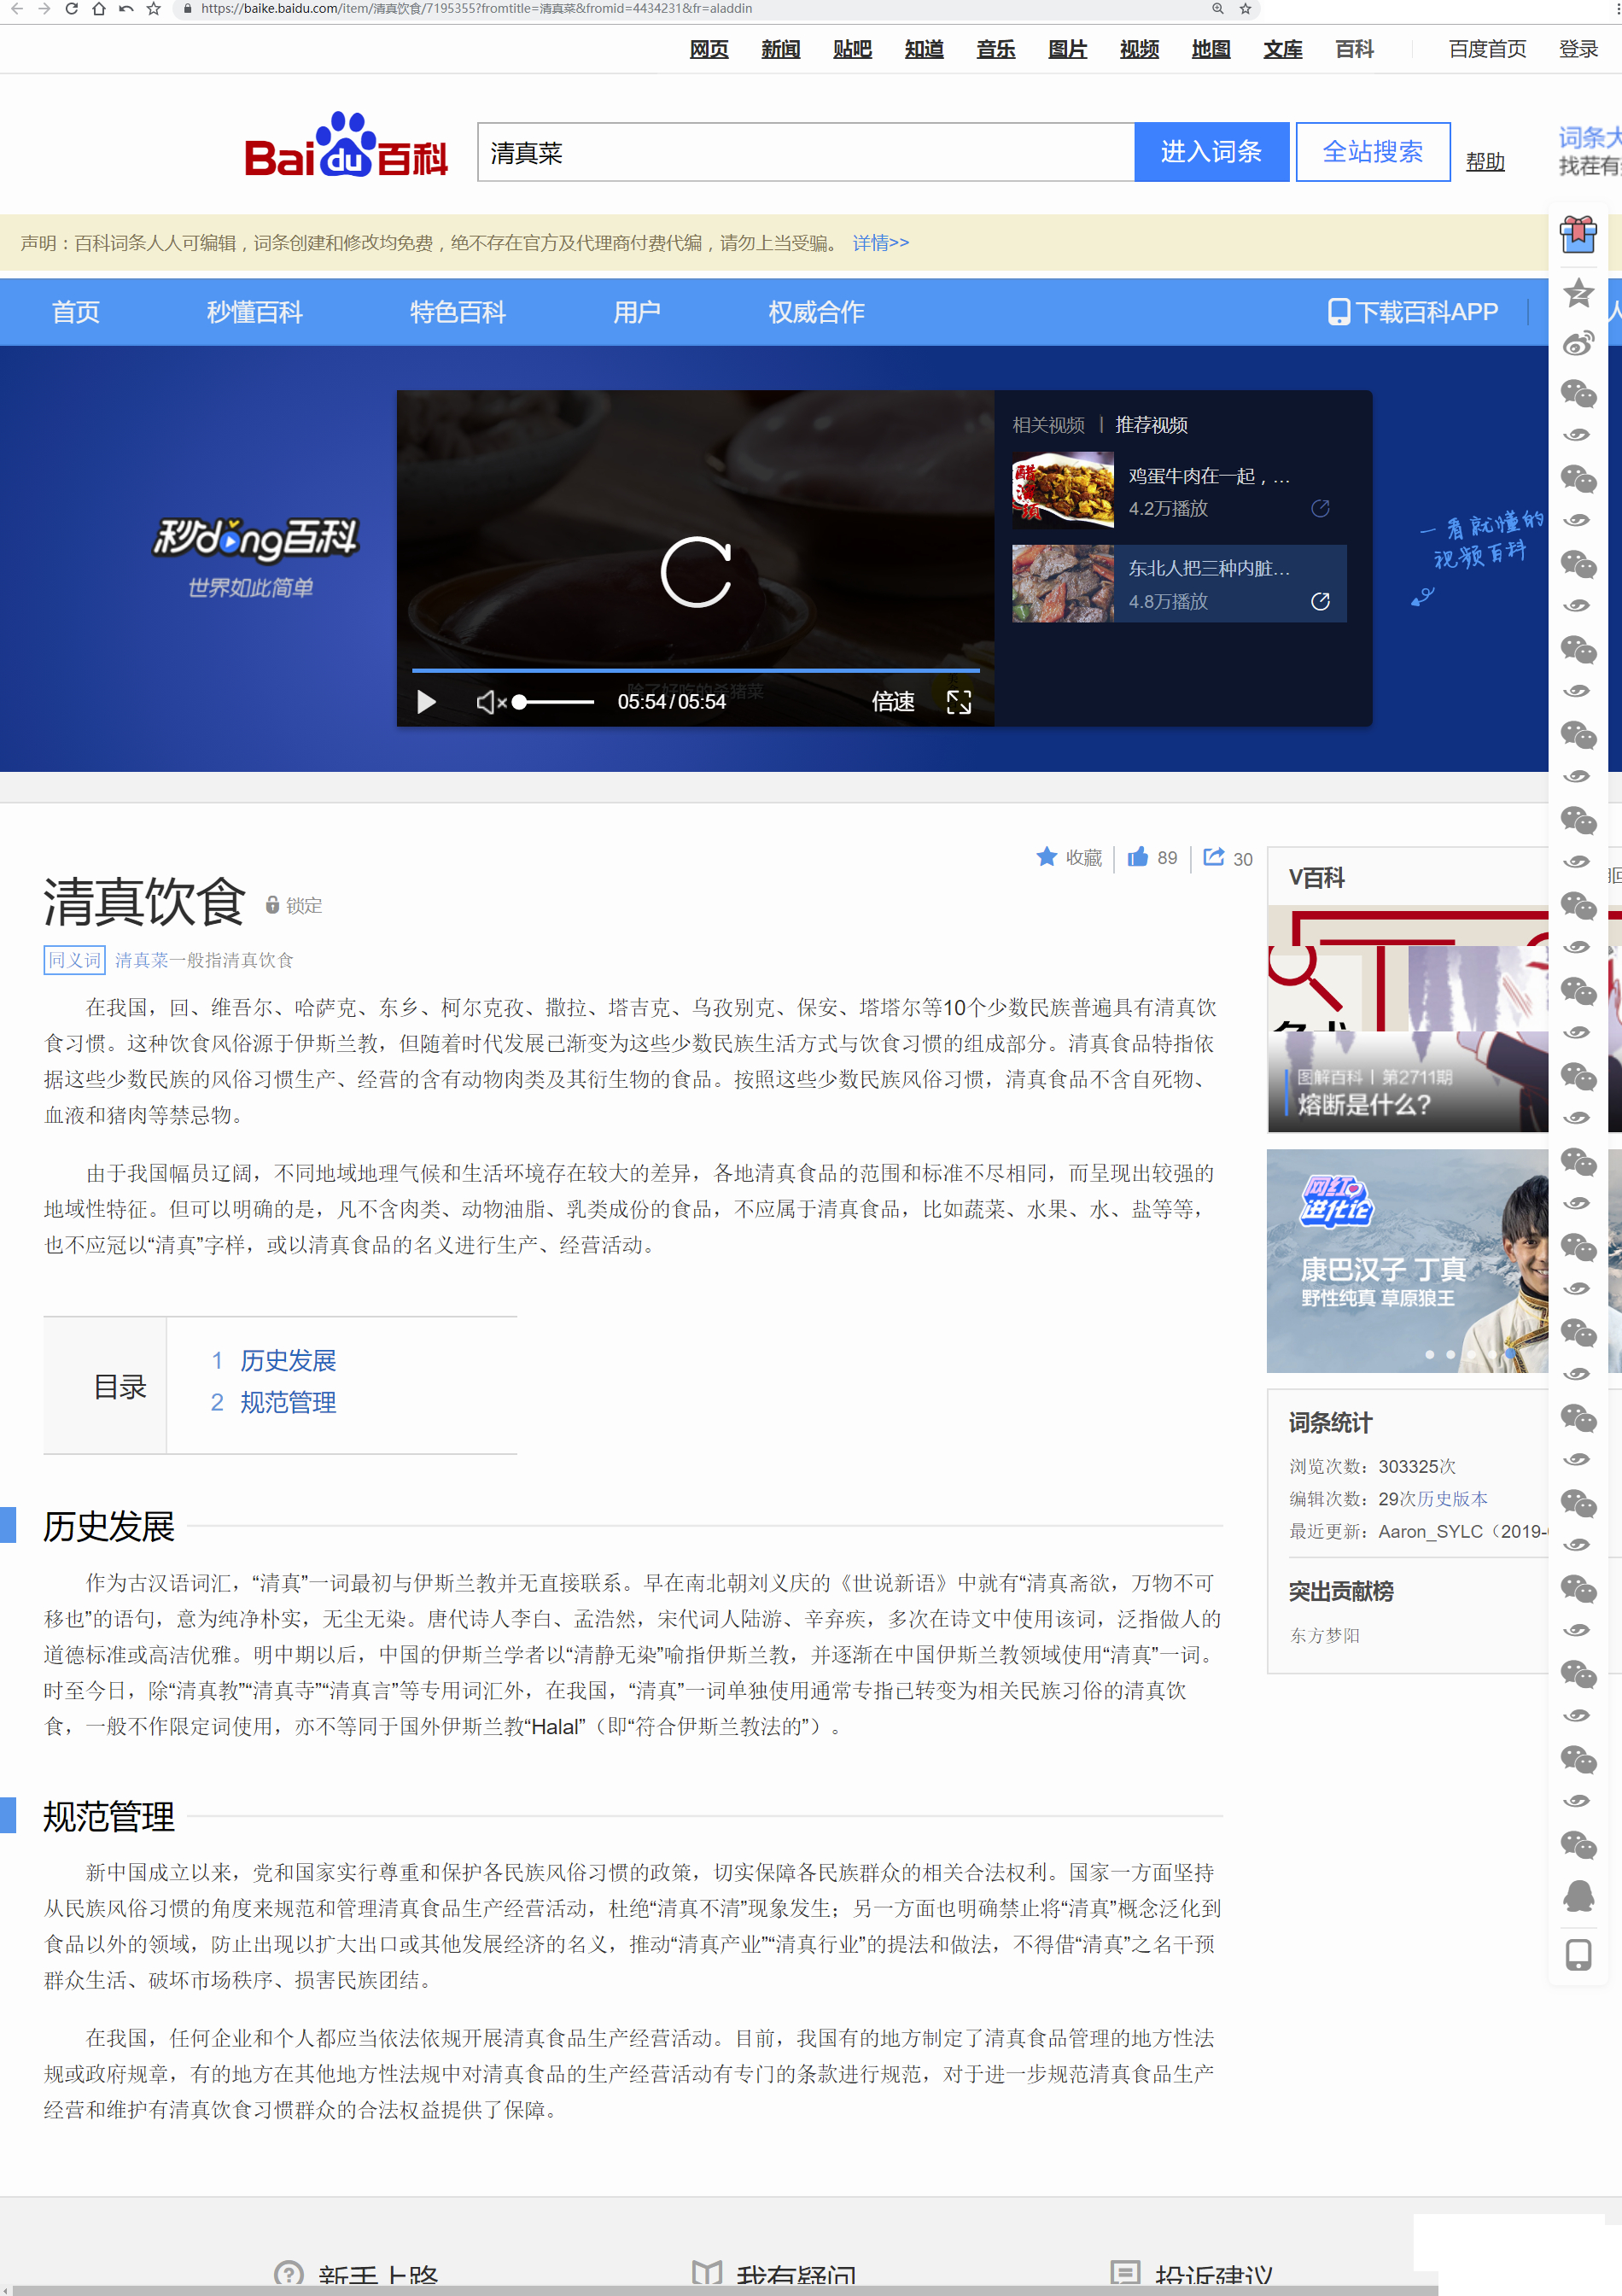 https://baike.baidu.com/item/清真饮食/7195355?fromtitle=清真菜&fromid=4434231&fr=aladdin
网页 新闻 贴吧 知道 音乐 图片 视频 地图 文库 百科 百度首页 登录
Bai du 百科
清真菜
进入词条
全站搜索
帮助
词条
找茬有
声明：百科词条人人可编辑，词条创建和修改均免费，绝不存在官方及代理商付费代编，请勿上当受骗。 详情>>
首页 秒懂百科 特色百科 用户 权威合作 下载百科APP
秒dong百科
世界如此简单
相关视频 | 推荐视频
醋溜
鸡蛋牛肉在一起，...
4.2万播放
东北人把三种内脏...
4.8万播放
一看就懂的
视频百科
除了好吃的杀猪菜
05:54/05:54
倍速
收藏 89 30
清真饮食 锁定
同义词 清真菜一般指清真饮食
在我国，回、维吾尔、哈萨克、东乡、柯尔克孜、撒拉、塔吉克、乌孜别克、保安、塔塔尔等10个少数民族普遍具有清真饮
食习惯。这种饮食风俗源于伊斯兰教，但随着时代发展已渐变为这些少数民族生活方式与饮食习惯的组成部分。清真食品特指依
据这些少数民族的风俗习惯生产、经营的含有动物肉类及其衍生物的食品。按照这些少数民族风俗习惯，清真食品不含自死物、
血液和猪肉等禁忌物。
由于我国幅员辽阔，不同地域地理气候和生活环境存在较大的差异，各地清真食品的范围和标准不尽相同，而呈现出较强的
地域性特征。但可以明确的是，凡不含肉类、动物油脂、乳类成份的食品，不应属于清真食品，比如蔬菜、水果、水、盐等等，
也不应冠以“清真”字样，或以清真食品的名义进行生产、经营活动。
目录
1 历史发展
2 规范管理
历史发展
作为古汉语词汇，“清真”一词最初与伊斯兰教并无直接联系。早在南北朝刘义庆的《世说新语》中就有“清真斋欲，万物不可
移也”的语句，意为纯净朴实，无尘无染。唐代诗人李白、孟浩然，宋代词人陆游、辛弃疾，多次在诗文中使用该词，泛指做人的
道德标准或高洁优雅。明中期以后，中国的伊斯兰学者以“清静无染”喻指伊斯兰教，并逐渐在中国伊斯兰教领域使用“清真”一词。
时至今日，除“清真教”“清真寺”“清真言”等专用词汇外，在我国，“清真”一词单独使用通常专指已转变为相关民族习俗的清真饮
食，一般不作限定词使用，亦不等同于国外伊斯兰教“Halal”（即“符合伊斯兰教法的”）。
规范管理
新中国成立以来，党和国家实行尊重和保护各民族风俗习惯的政策，切实保障各民族群众的相关合法权利。国家一方面坚持
从民族风俗习惯的角度来规范和管理清真食品生产经营活动，杜绝“清真不清”现象发生；另一方面也明确禁止将“清真”概念泛化到
食品以外的领域，防止出现以扩大出口或其他发展经济的名义，推动“清真产业”“清真行业”的提法和做法，不得借“清真”之名干预
群众生活、破坏市场秩序、损害民族团结。
在我国，任何企业和个人都应当依法依规开展清真食品生产经营活动。目前，我国有的地方制定了清真食品管理的地方性法
规或政府规章，有的地方在其他地方性法规中对清真食品的生产经营活动有专门的条款进行规范，对于进一步规范清真食品生产
经营和维护有清真饮食习惯群众的合法权益提供了保障。
V百科
图解百科 | 第2711期
熔断是什么?
网红进化论
康巴汉子 丁真
野性纯真 草原狼王
词条统计
浏览次数：303325次
编辑次数：29次历史版本
最近更新：Aaron_SYLC（2019-
突出贡献榜
东方梦阳
新手上路 我有疑问 投诉建议